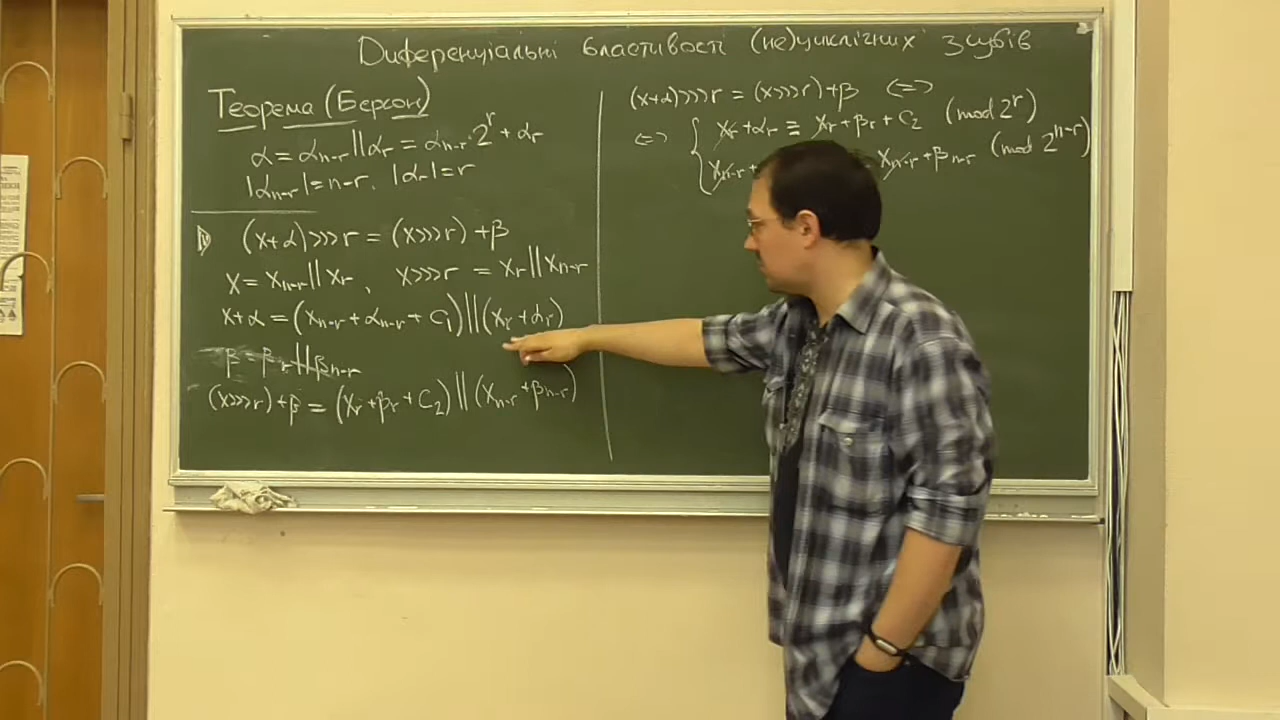 Диференціальні властивості (не)циклічних зсувів
Теорема (Берсон)
α = α_{n-r}||α_r = α_{n-r}·2^r + α_r
|α_{n-r}| = n-r, |α_r| = r
▷ (x+α)>>>r = (x>>>r)+β
x = x_{n-r}||x_r, x>>>r = x_r||x_{n-r}
x+α = (x_{n-r} + α_{n-r} + c_1)||(x_r + α_r)
β = β_r||β_{n-r}
(x>>>r)+β = (x_r + β_r + c_2)||(x_{n-r} + β_{n-r})
(x+α)>>>r = (x>>>r)+β ⇔
⇔ { x_r + α_r ≡ x_r + β_r + c_2 (mod 2^r)
x_{n-r} + x_{n-r} + β_{n-r} (mod 2^{n-r})